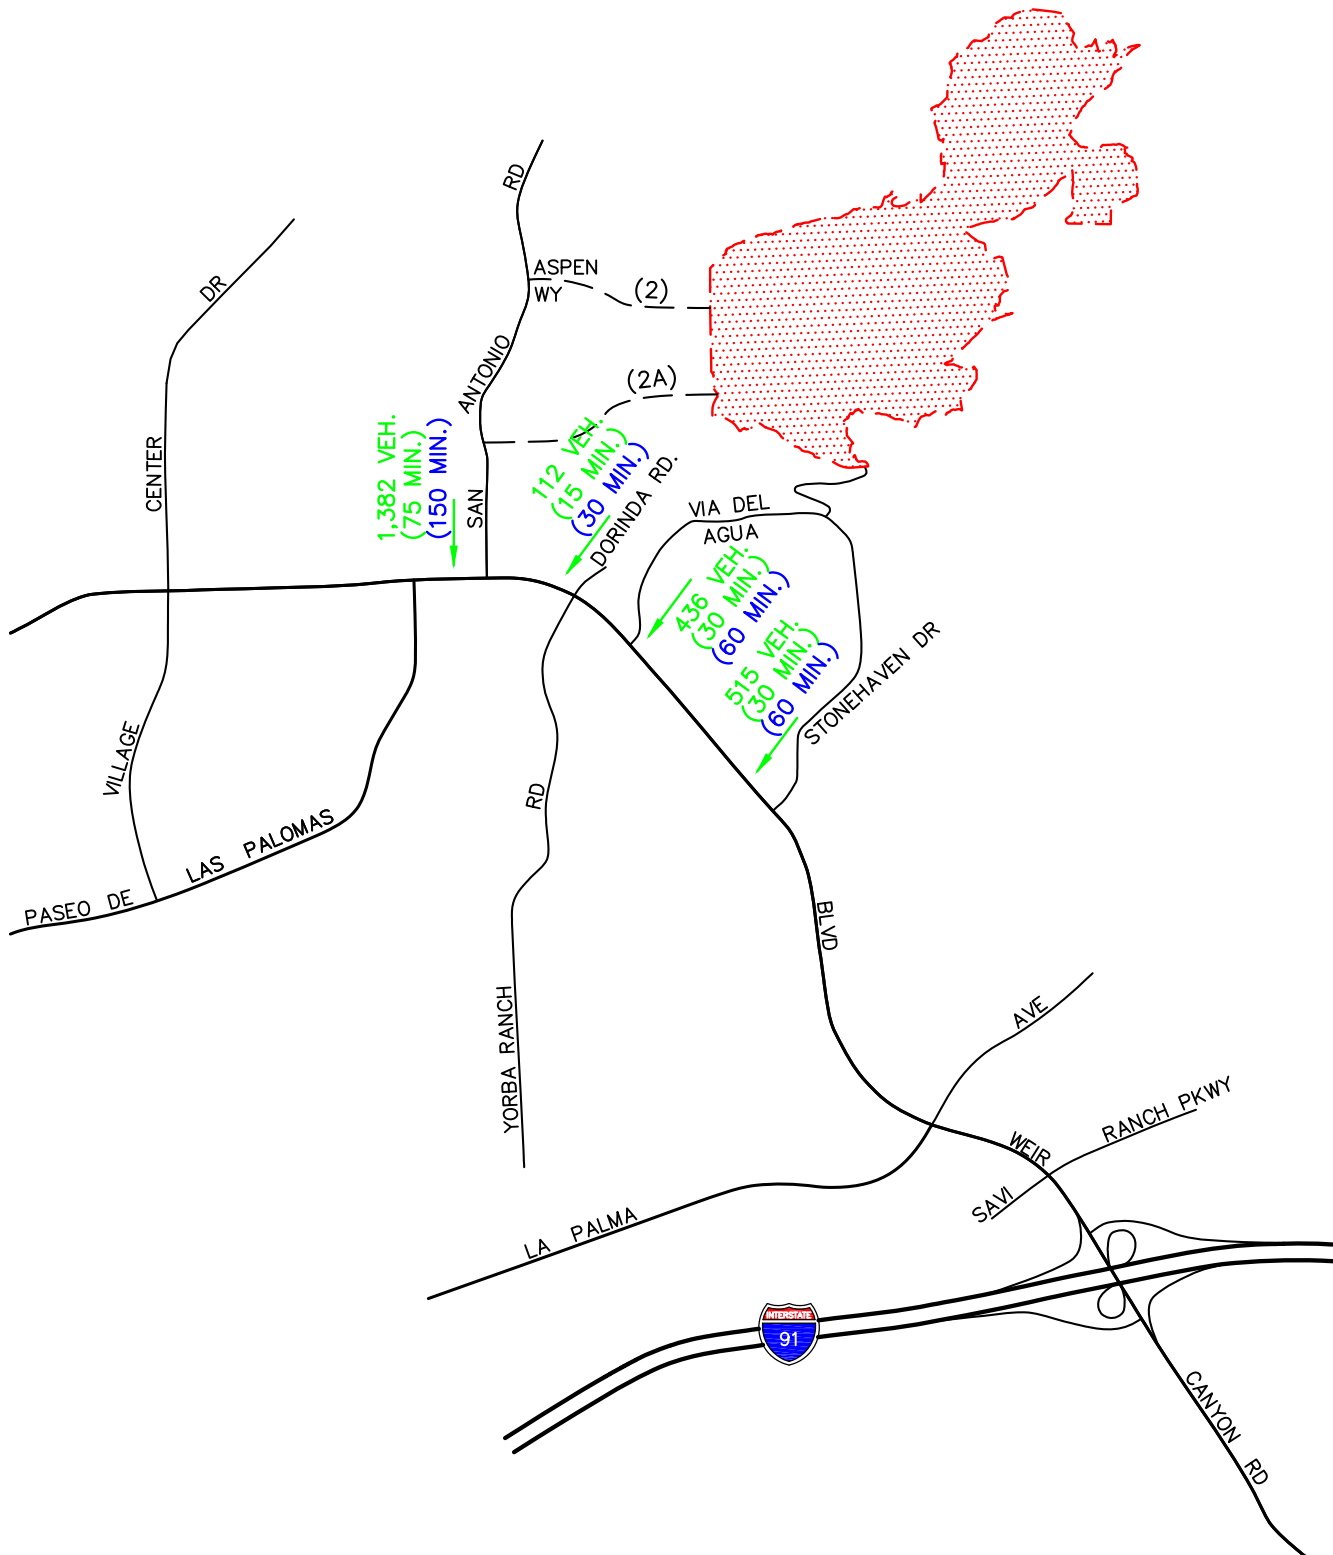 RD
ASPEN
WY
(2)
DR
ANTONIO
(2A)
1,382 VEH.
(75 MIN.)
(150 MIN.)
112 VEH.
(15 MIN.)
(30 MIN.)
CENTER
SAN
DORINDA RD.
VIA DEL
AGUA
436 VEH.
(30 MIN.)
(60 MIN.)
515 VEH.
(30 MIN.)
(60 MIN.)
STONEHAVEN DR
VILLAGE
RD
LAS PALOMAS
PASEO DE
BLVD
YORBA RANCH
AVE
RANCH PKWY
WEIR
SAVI
LA PALMA
INTERSTATE
91
CANYON RD